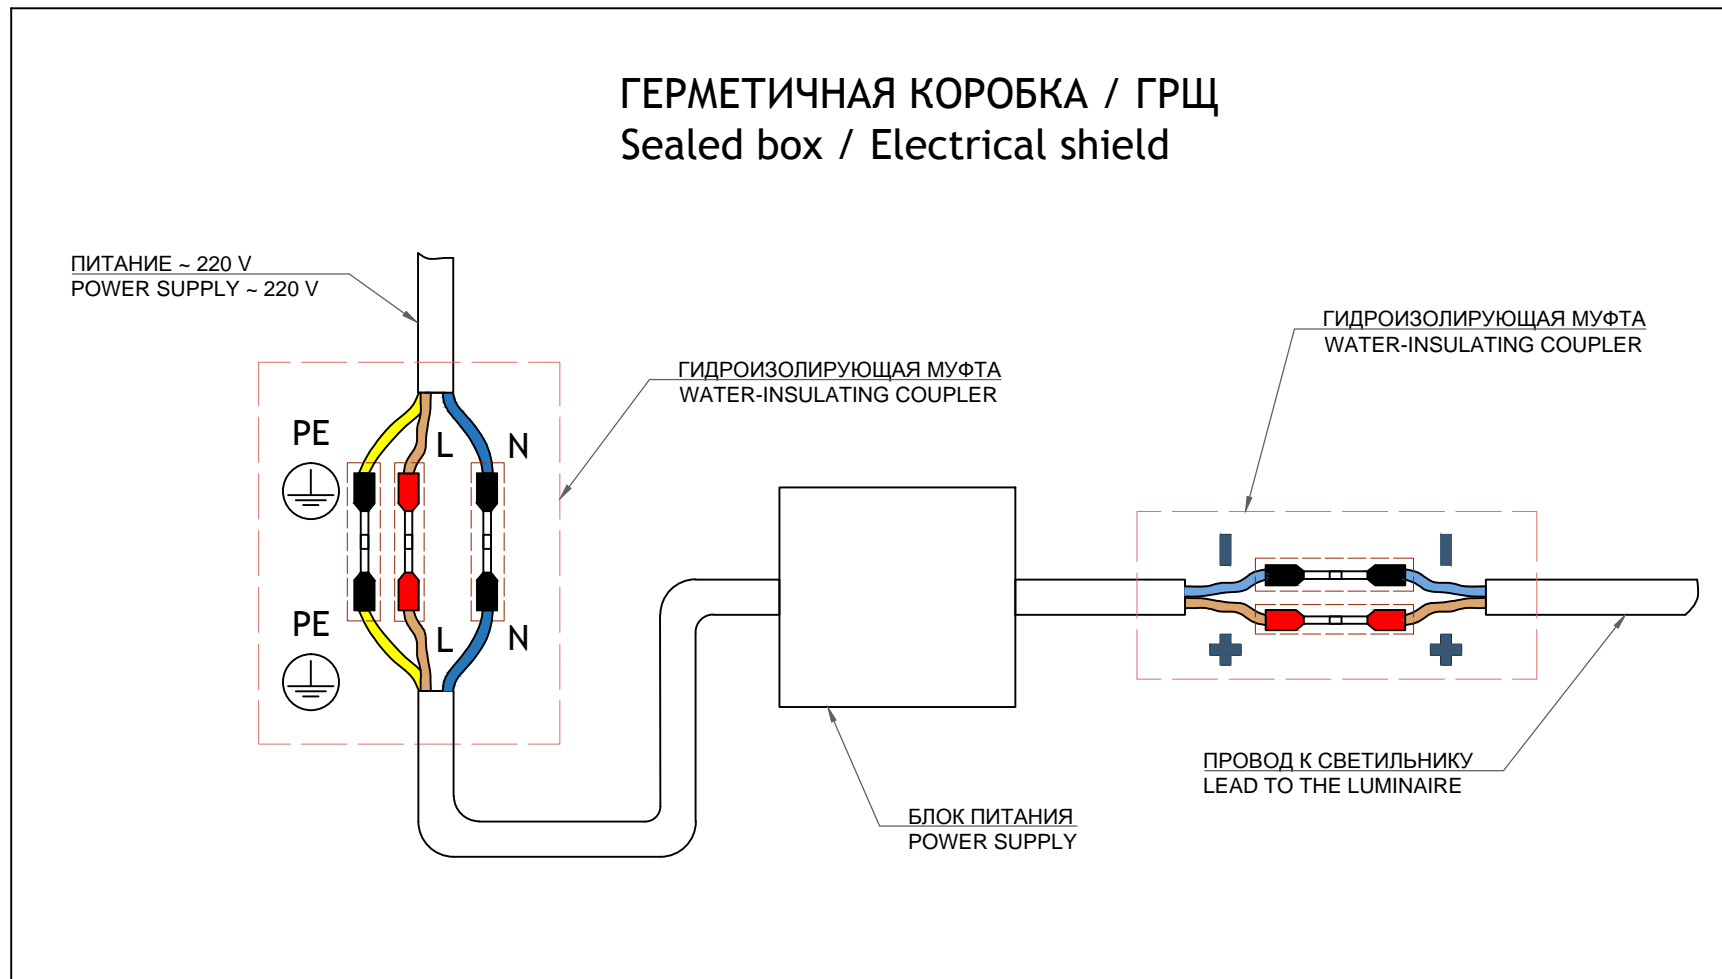 ГЕРМЕТИЧНАЯ КОРОБКА / ГРЩ
Sealed box / Electrical shield
ПИТАНИЕ ~ 220 V
POWER SUPPLY ~ 220 V
ГИДРОИЗОЛИРУЮЩАЯ МУФТА
WATER-INSULATING COUPLER
ГИДРОИЗОЛИРУЮЩАЯ МУФТА
WATER-INSULATING COUPLER
PE
L
N
PE
L
N
ПРОВОД К СВЕТИЛЬНИКУ
LEAD TO THE LUMINAIRE
БЛОК ПИТАНИЯ
POWER SUPPLY